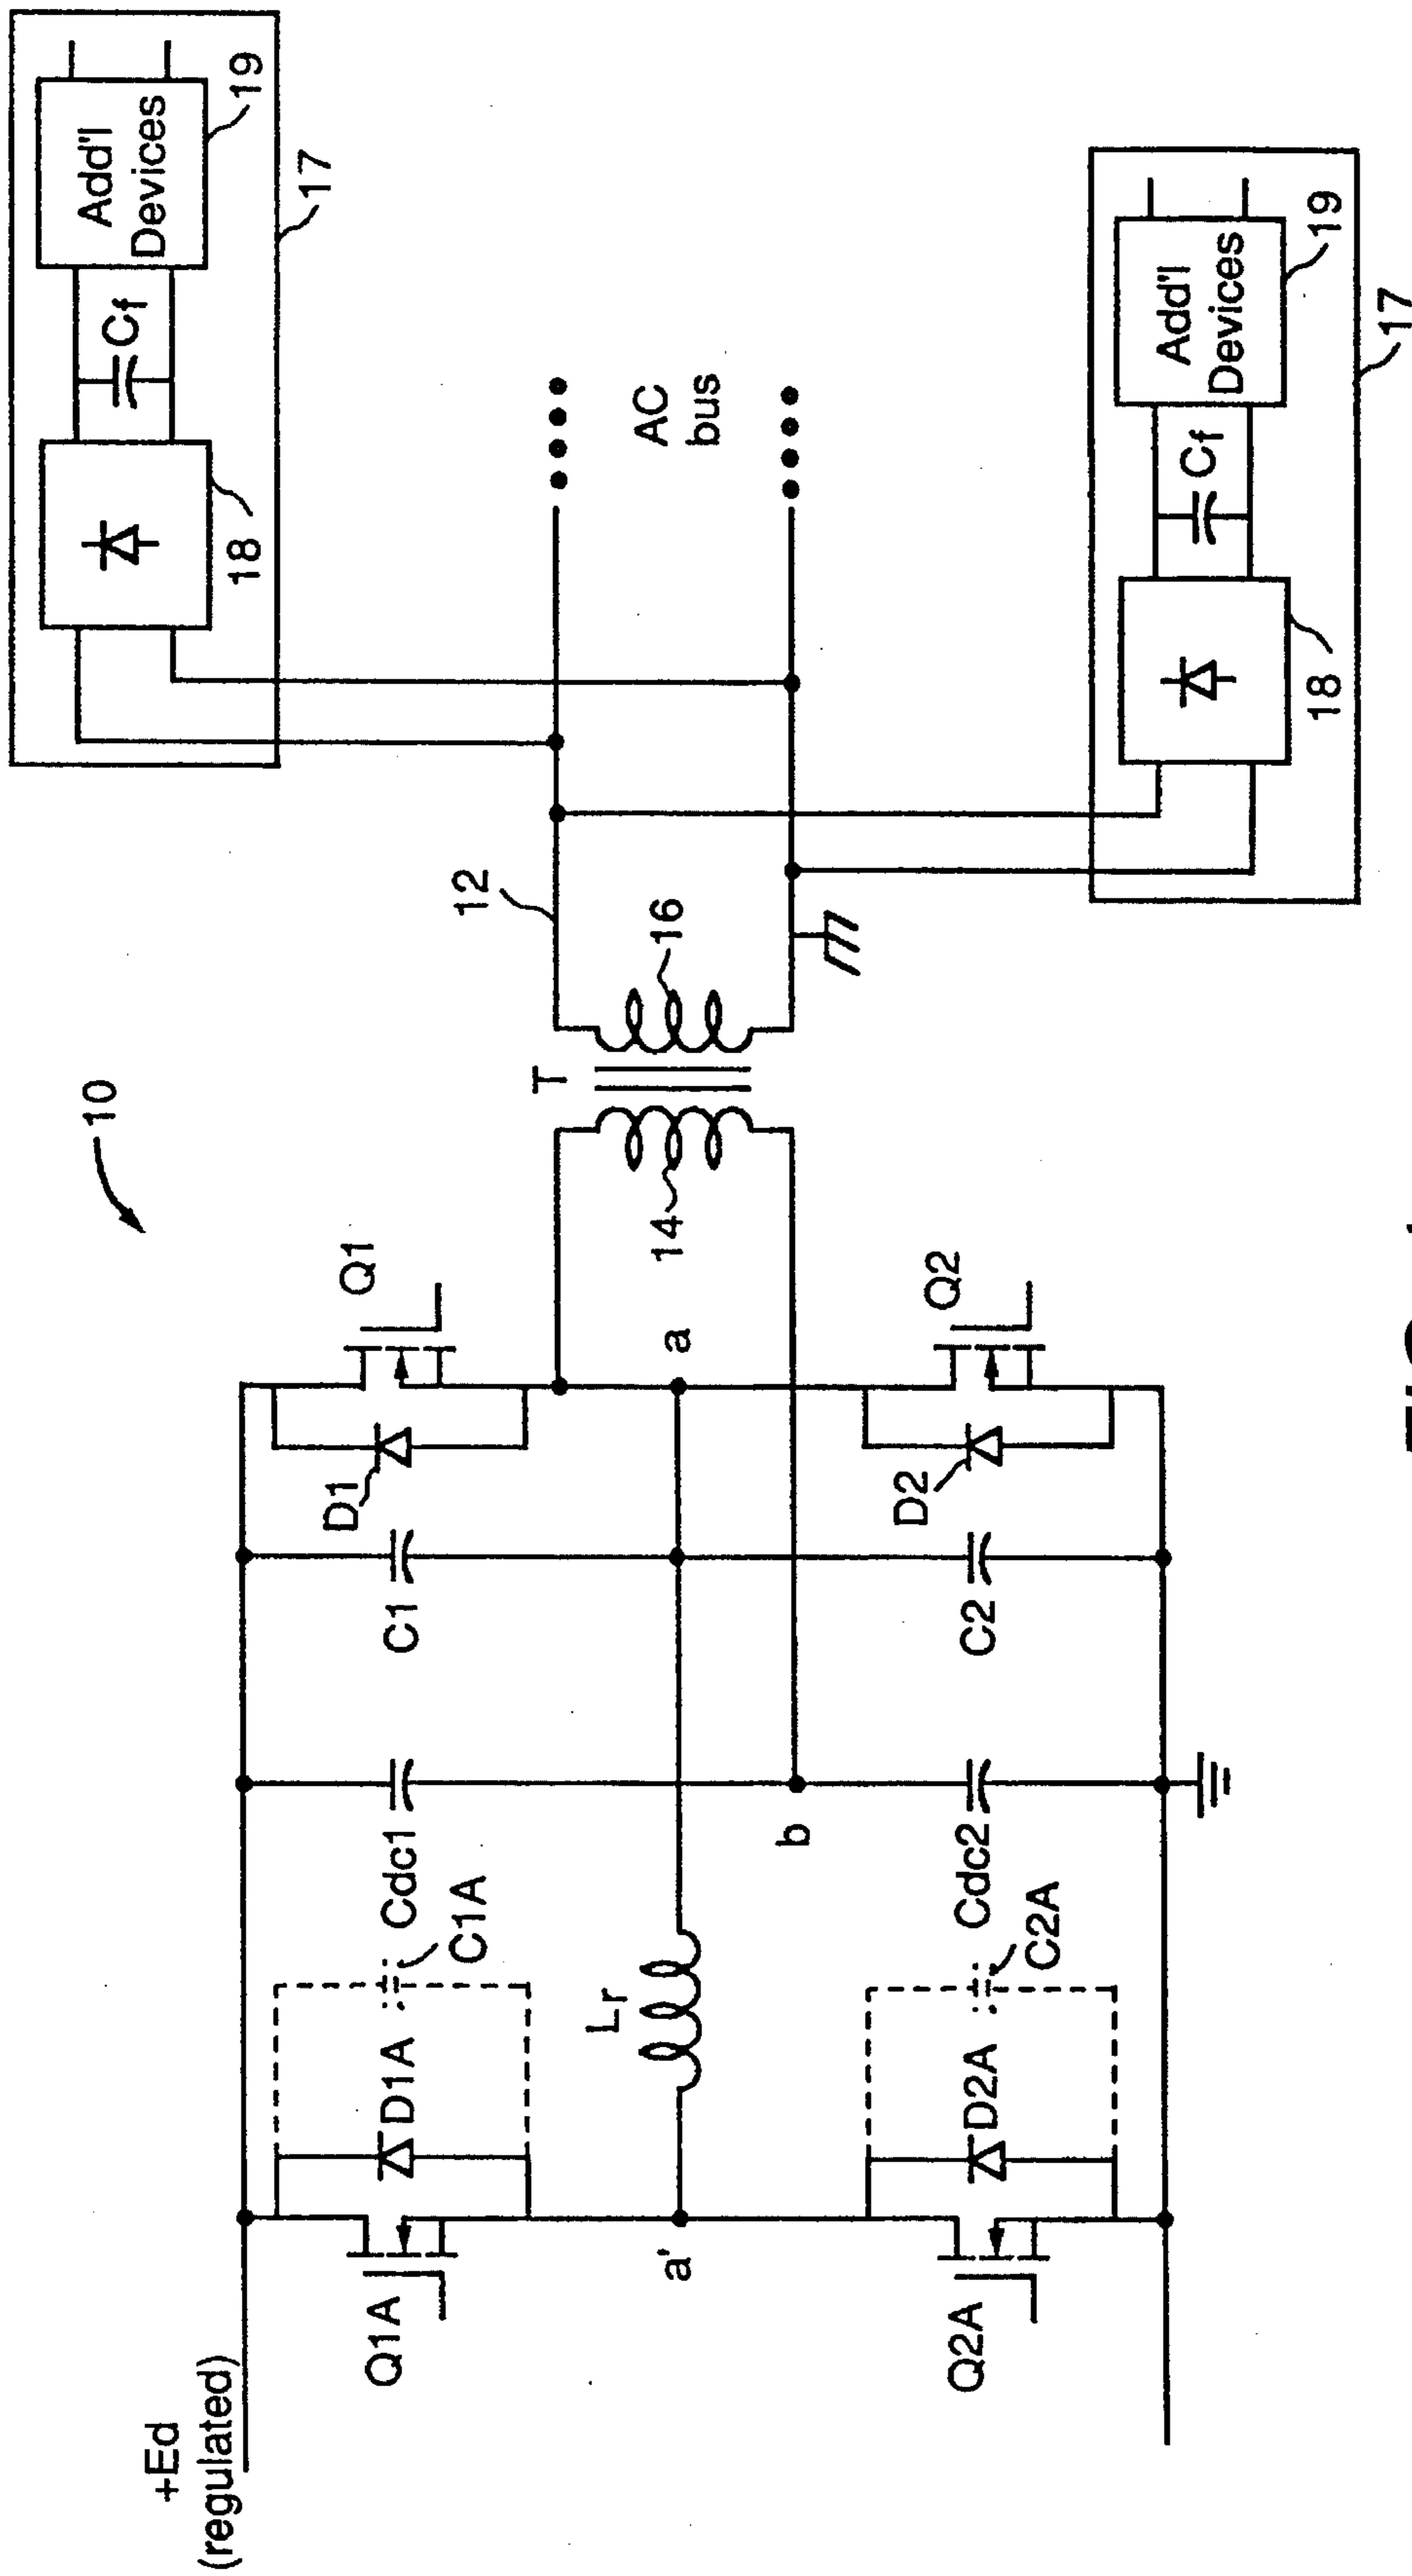 10
+Ed
(regulated)
Q1A
D1A
C1A
Cdc1
C1
D1
Q1
Lr
a'
a
b
Q2A
D2A
C2A
Cdc2
C2
D2
Q2
T
14
16
12
AC
bus
18
Cf
Add'l
Devices
19
17
18
Cf
Add'l
Devices
19
17